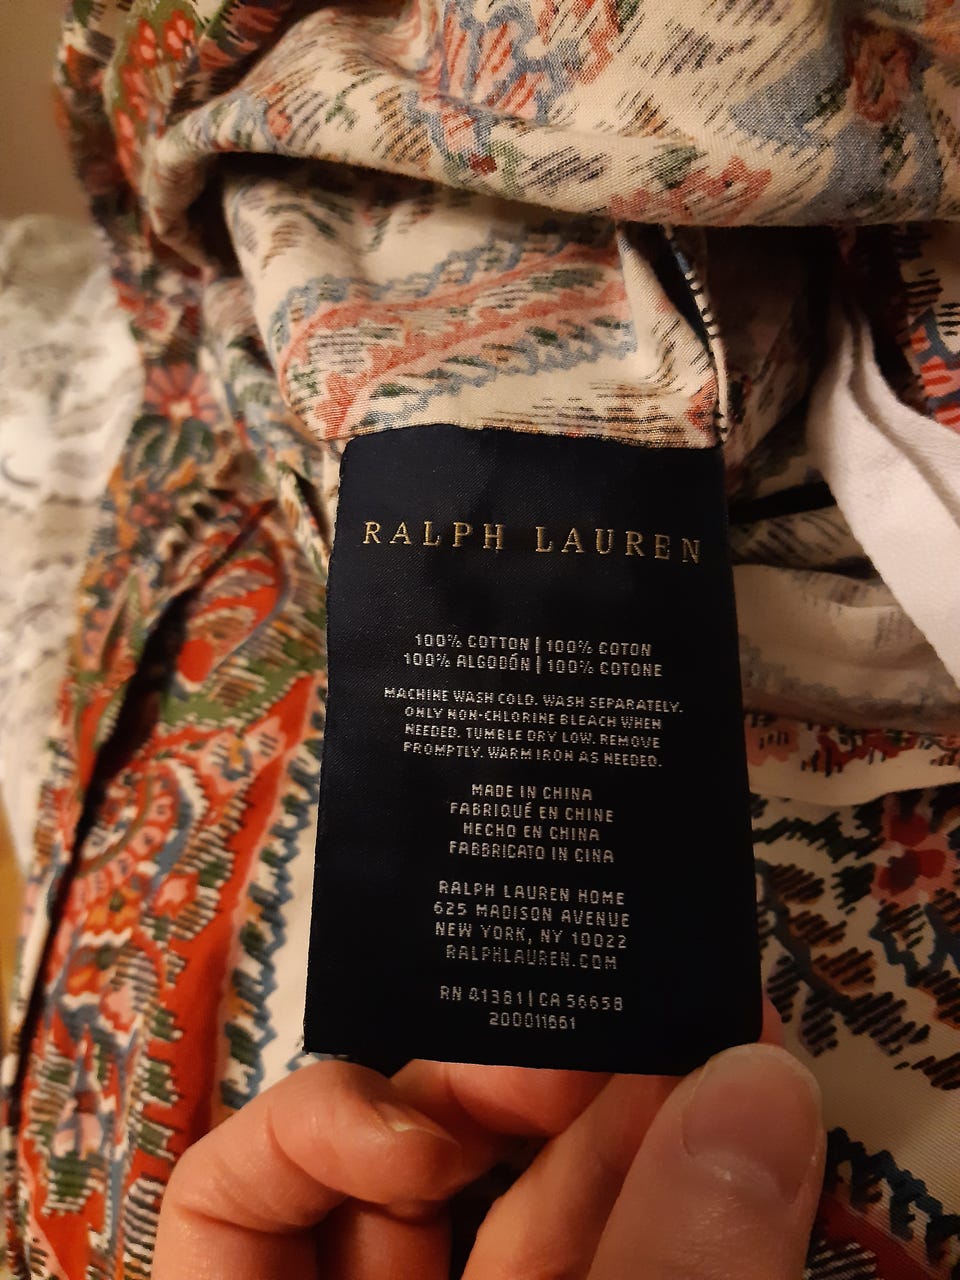 RALPH LAUREN
100% COTTON | 100% COTON
100% ALGODÓN | 100% COTONE
MACHINE WASH COLD. WASH SEPARATELY.
ONLY NON-CHLORINE BLEACH WHEN
NEEDED. TUMBLE DRY LOW. REMOVE
PROMPTLY. WARM IRON AS NEEDED.
MADE IN CHINA
FABRIQUÉ EN CHINE
HECHO EN CHINA
FABBRICATO IN CINA
RALPH LAUREN HOME
625 MADISON AVENUE
NEW YORK, NY 10022
RALPHLAUREN.COM
RN 41381 | CA 56658
200011661